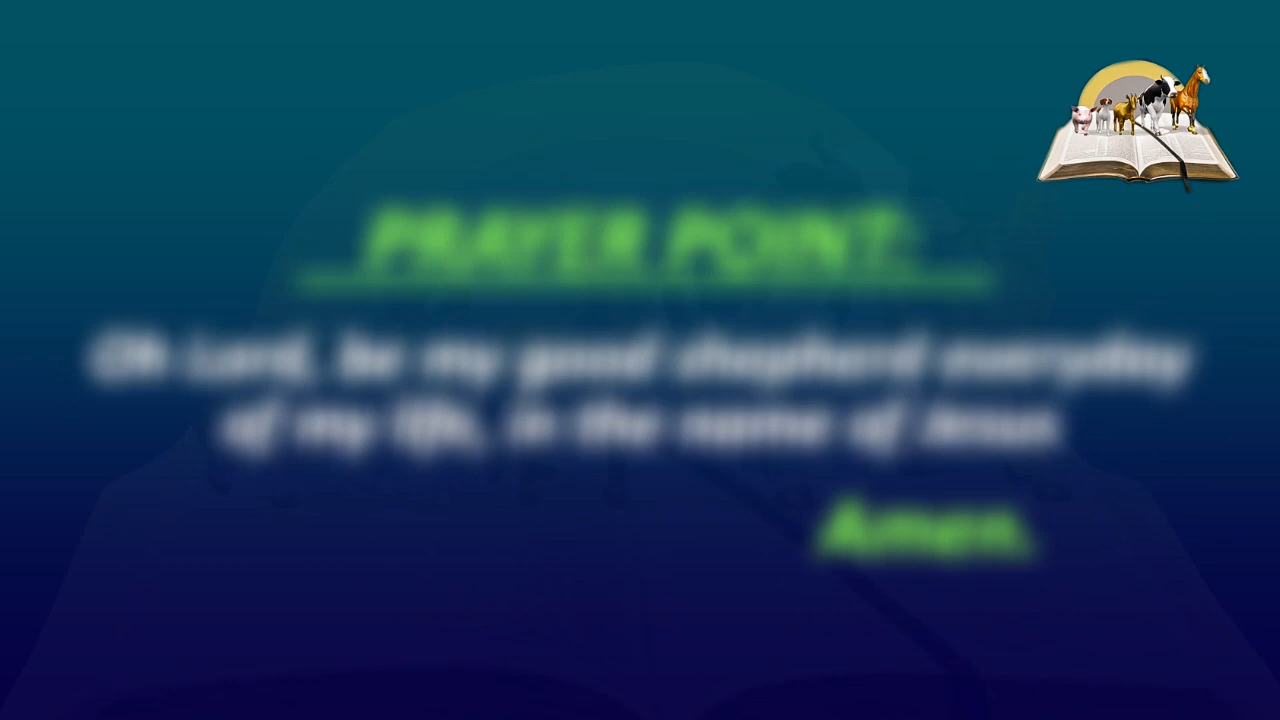 PRAYER POINT:
Oh Lord, be my good shepherd everyday
of my life, in the name of Jesus
Amen.